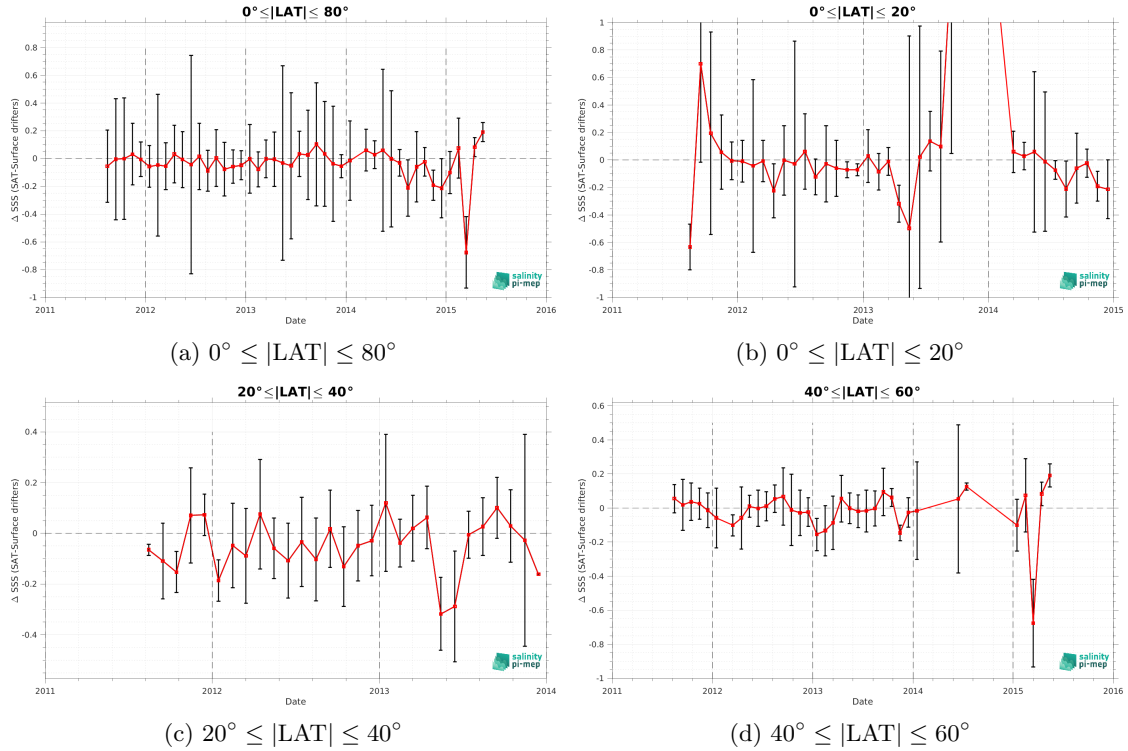 0°≤|LAT|≤ 80°
Δ SSS (SAT-Surface drifters)
0.8
0.6
0.4
0.2
0
-0.2
-0.4
-0.6
-0.8
-1
2011
2012
2013
2014
2015
2016
Date
salinity
pi-mep
(a) 0° ≤ |LAT| ≤ 80°
0°≤|LAT|≤ 20°
Δ SSS (SAT-Surface drifters)
1
0.8
0.6
0.4
0.2
0
-0.2
-0.4
-0.6
-0.8
-1
2011
2012
2013
2014
2015
Date
salinity
pi-mep
(b) 0° ≤ |LAT| ≤ 20°
20°≤|LAT|≤ 40°
Δ SSS (SAT-Surface drifters)
0.4
0.2
0
-0.2
-0.4
2011
2012
2013
2014
Date
salinity
pi-mep
(c) 20° ≤ |LAT| ≤ 40°
40°≤|LAT|≤ 60°
Δ SSS (SAT-Surface drifters)
0.6
0.4
0.2
0
-0.2
-0.4
-0.6
-0.8
-1
2011
2012
2013
2014
2015
2016
Date
salinity
pi-mep
(d) 40° ≤ |LAT| ≤ 60°